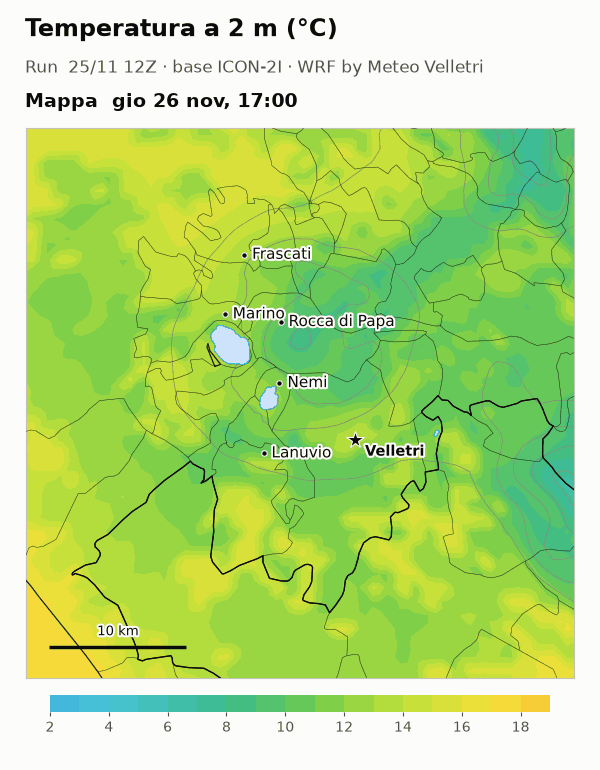 Temperatura a 2 m (°C)
Run  25/11 12Z · base ICON-2I · WRF by Meteo Velletri
Mappa  gio 26 nov, 17:00
Frascati
Marino
Rocca di Papa
Nemi
Velletri
Lanuvio
10 km
2 4 6 8 10 12 14 16 18